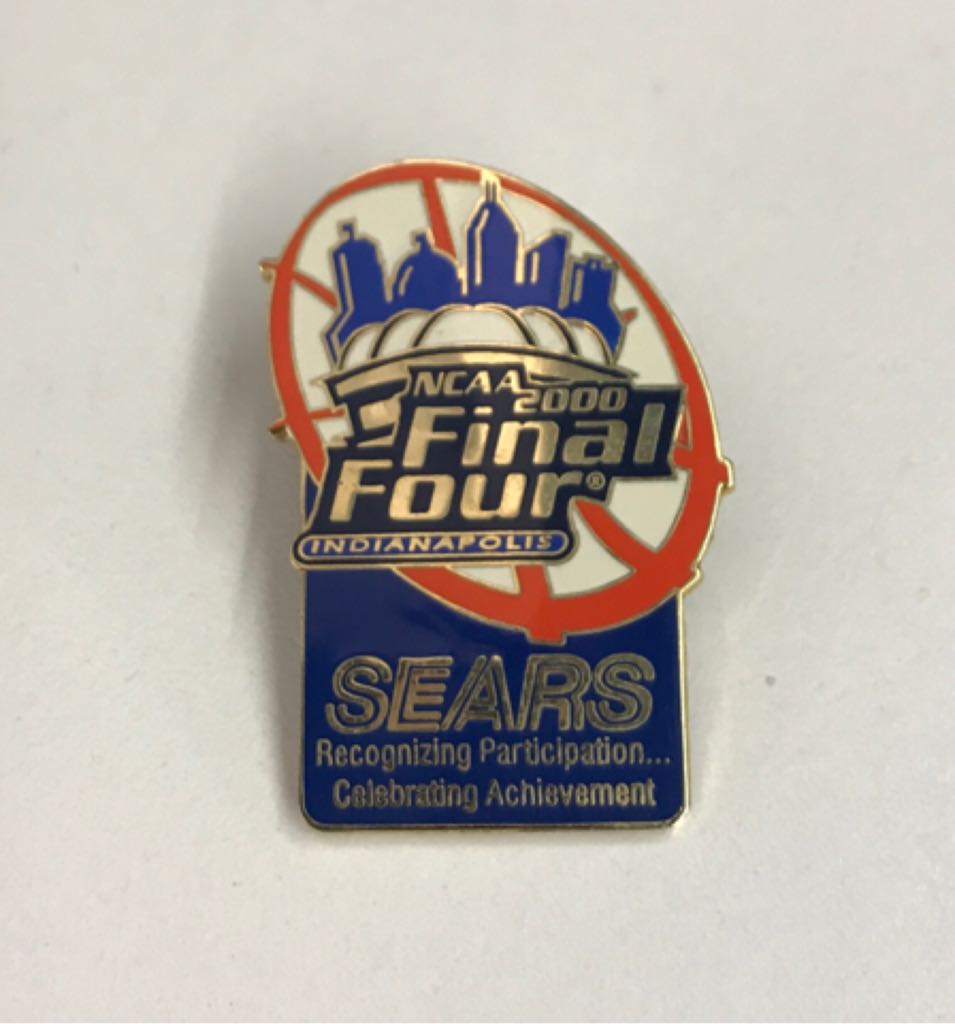 NCAA 2000
Final
Four®
INDIANAPOLIS
SEARS
Recognizing Participation...
Celebrating Achievement